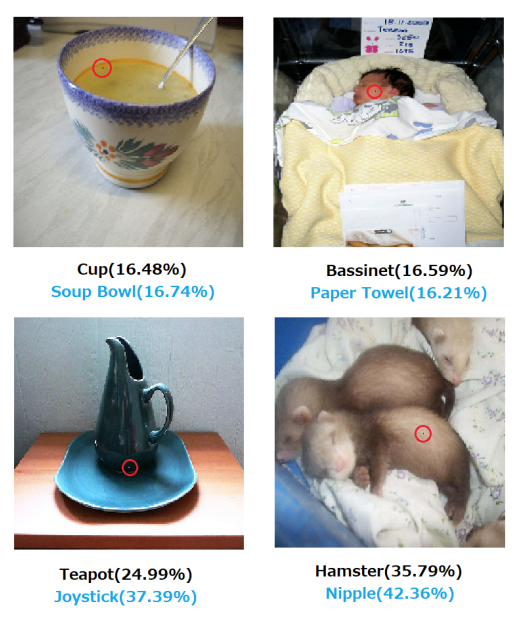 Cup(16.48%)
Soup Bowl(16.74%)
Bassinet(16.59%)
Paper Towel(16.21%)
Teapot(24.99%)
Joystick(37.39%)
Hamster(35.79%)
Nipple(42.36%)